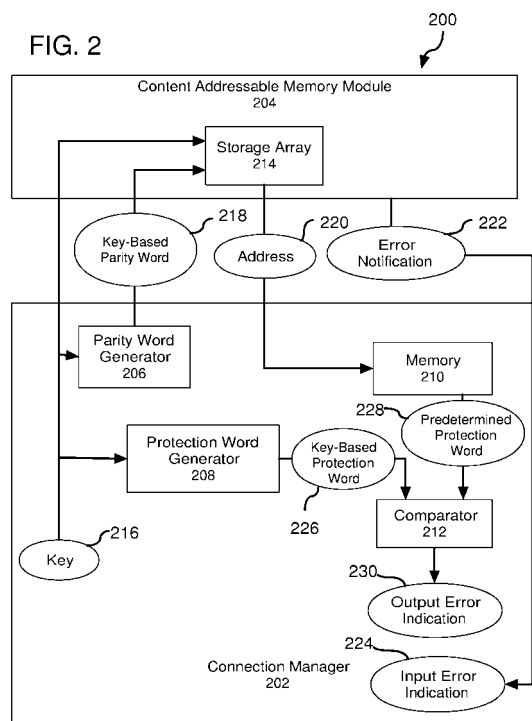 FIG. 2
200
Content Addressable Memory Module
204
Storage Array
214
218
220
222
Key-Based
Parity Word
Address
Error
Notification
Parity Word
Generator
206
Memory
210
228
Predetermined
Protection
Word
Protection Word
Generator
208
Key-Based
Protection
Word
226
Comparator
212
216
Key
230
Output Error
Indication
224
Connection Manager
202
Input Error
Indication